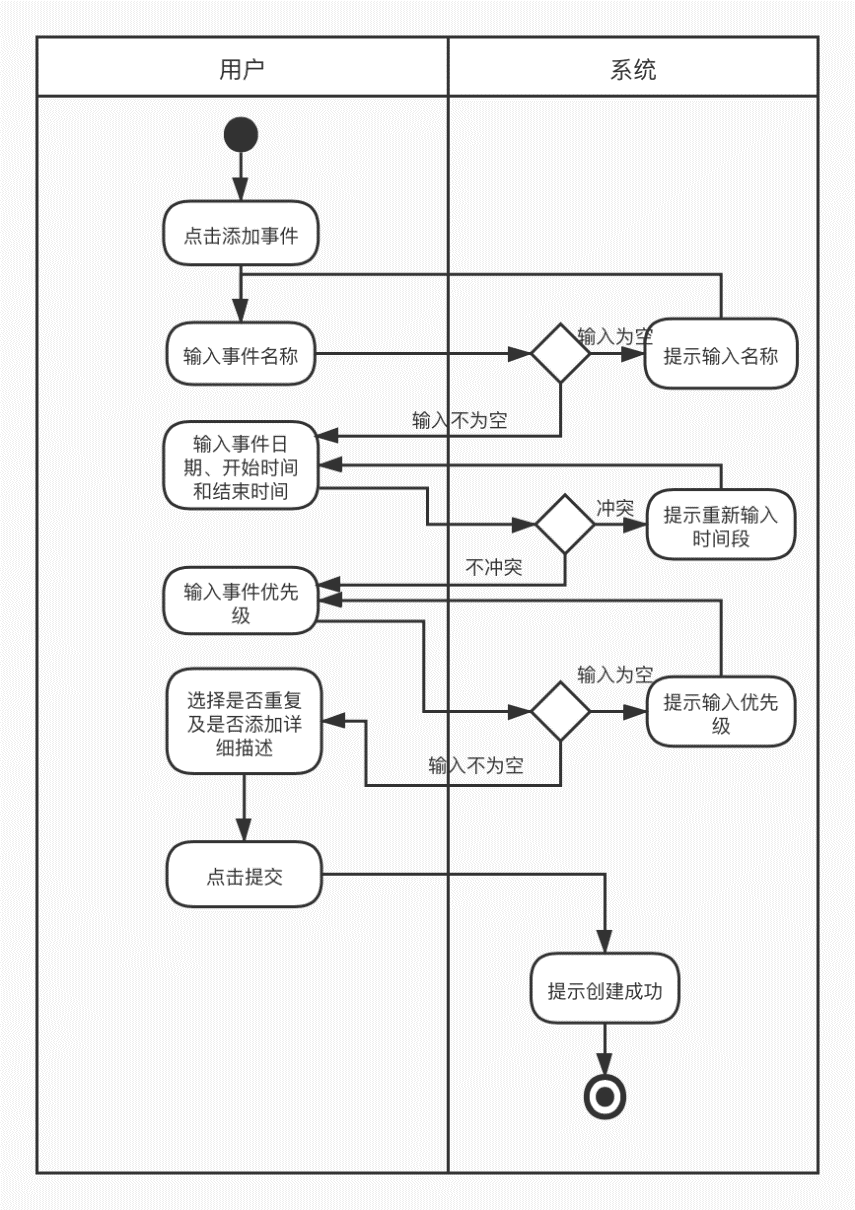 用户
系统
点击添加事件
输入事件名称
输入为空
提示输入名称
输入不为空
输入事件日
期、开始时间
和结束时间
冲突
提示重新输入
时间段
不冲突
输入事件优先
级
输入为空
提示输入优先
级
选择是否重复
及是否添加详
细描述
输入不为空
点击提交
提示创建成功